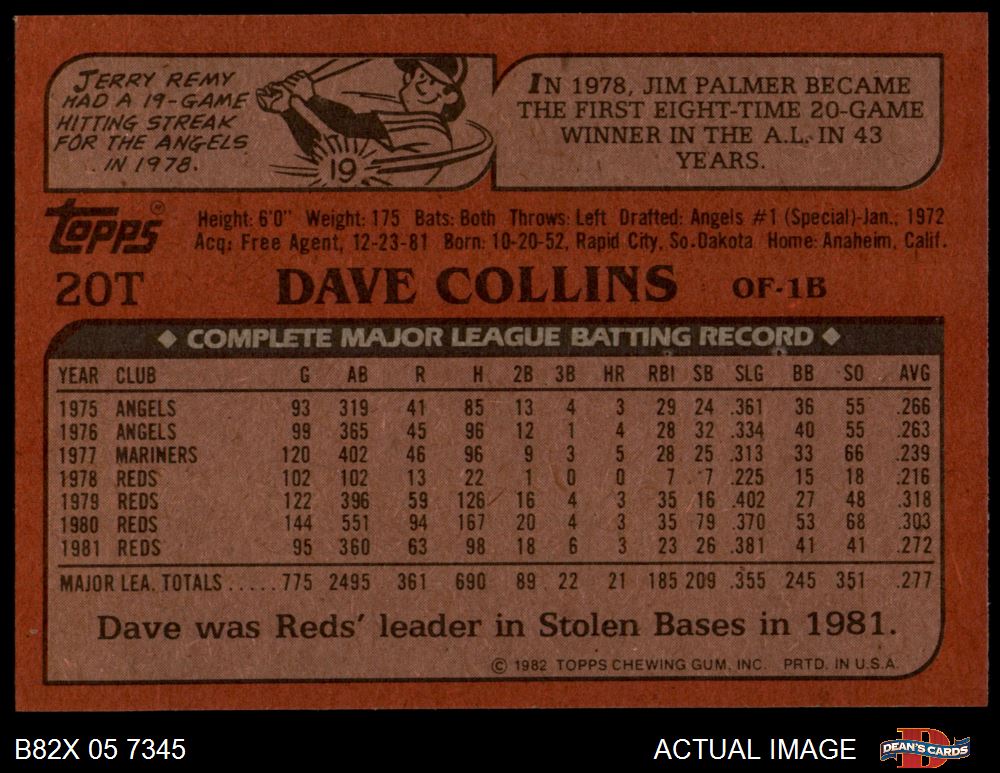 JERRY REMY
HAD A 19-GAME
HITTING STREAK
FOR THE ANGELS
IN 1978.
19
IN 1978, JIM PALMER BECAME
THE FIRST EIGHT-TIME 20-GAME
WINNER IN THE A.L. IN 43
YEARS.
Topps®
Height: 6'0" Weight: 175 Bats: Both Throws: Left Drafted: Angels #1 (Special)-Jan., 1972
Acq: Free Agent, 12-23-81 Born: 10-20-52, Rapid City, So. Dakota Home: Anaheim, Calif.
20T DAVE COLLINS OF-1B
◆ COMPLETE MAJOR LEAGUE BATTING RECORD ◆
YEAR CLUB G AB R H 2B 3B HR RBI SB SLG BB SO AVG
1975 ANGELS 93 319 41 85 13 4 3 29 24 .361 36 55 .266
1976 ANGELS 99 365 45 96 12 1 4 28 32 .334 40 55 .263
1977 MARINERS 120 402 46 96 9 3 5 28 25 .313 33 66 .239
1978 REDS 102 102 13 22 1 0 0 7 7 .225 15 18 .216
1979 REDS 122 396 59 126 16 4 3 35 16 .402 27 48 .318
1980 REDS 144 551 94 167 20 4 3 35 79 .370 53 68 .303
1981 REDS 95 360 63 98 18 6 3 23 26 .381 41 41 .272
MAJOR LEA. TOTALS ..... 775 2495 361 690 89 22 21 185 209 .355 245 351 .277
Dave was Reds' leader in Stolen Bases in 1981.
© 1982 TOPPS CHEWING GUM, INC. PRTD. IN U.S.A.
B82X 05 7345 ACTUAL IMAGE DEAN'S CARDS